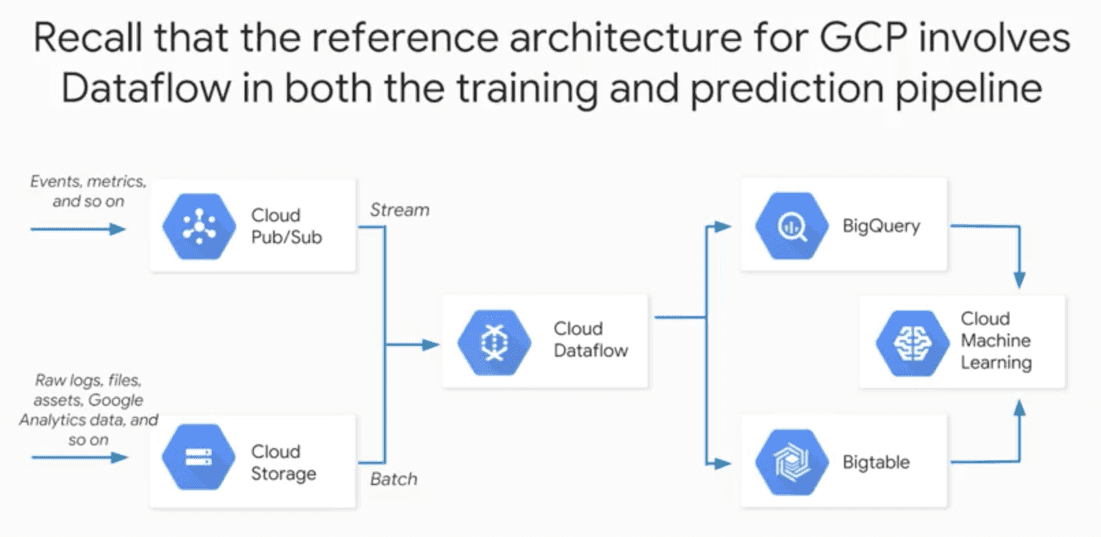 Recall that the reference architecture for GCP involves
Dataflow in both the training and prediction pipeline
Events, metrics,
and so on
Cloud
Pub/Sub
Stream
BigQuery
Cloud
Dataflow
Cloud
Machine
Learning
Raw logs, files,
assets, Google
Analytics data, and
so on
Cloud
Storage
Batch
Bigtable